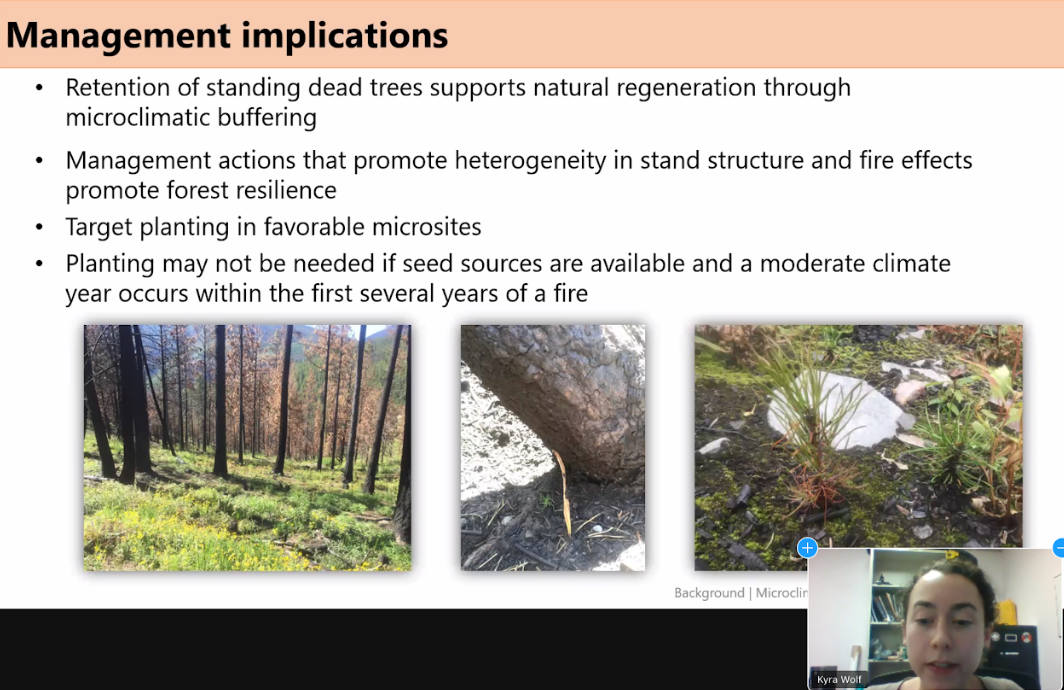 Management implications
• Retention of standing dead trees supports natural regeneration through
microclimatic buffering
• Management actions that promote heterogeneity in stand structure and fire effects
promote forest resilience
• Target planting in favorable microsites
• Planting may not be needed if seed sources are available and a moderate climate
year occurs within the first several years of a fire
Background |
Kyra Wolf